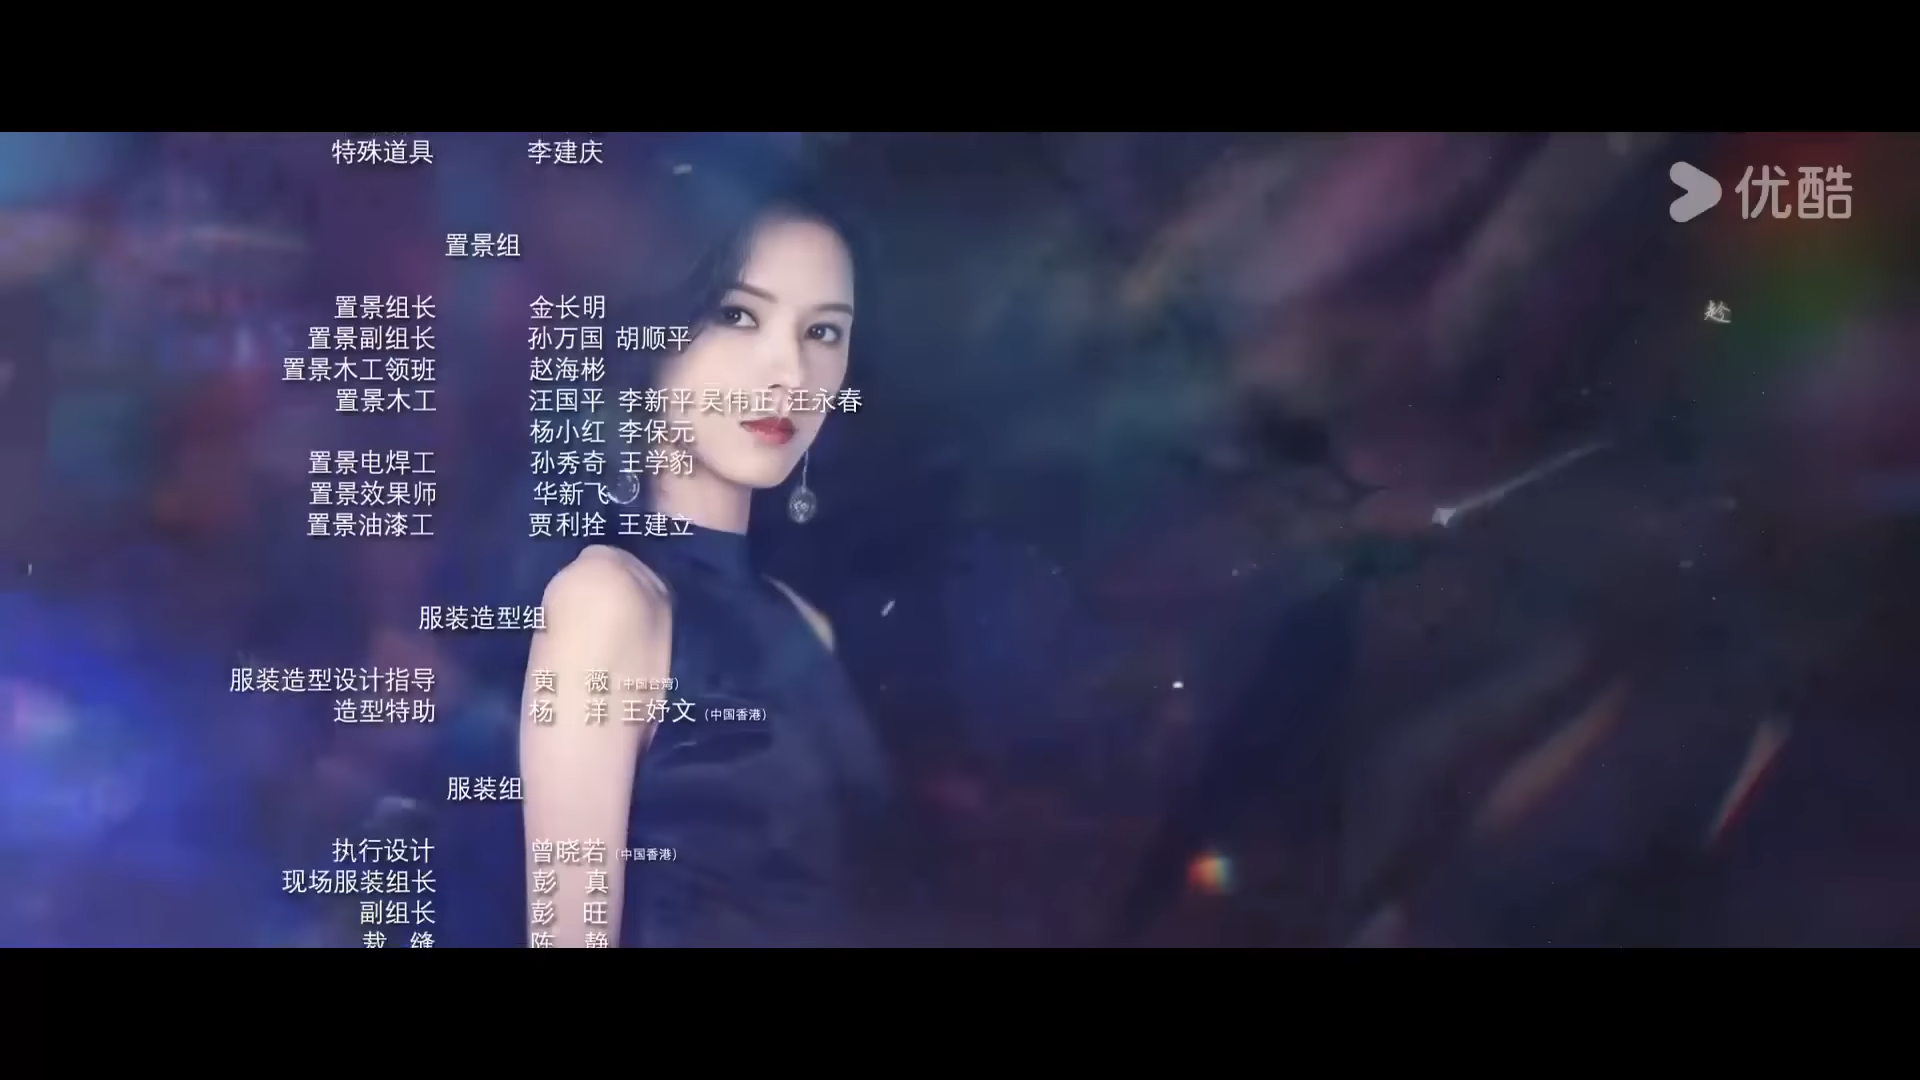 特殊道具 李建庆
优酷
置景组
趁
置景组长 金长明
置景副组长 孙万国 胡顺平
置景木工领班 赵海彬
置景木工 汪国平 李新平 吴伟正 汪永春
杨小红 李保元
置景电焊工 孙秀奇 王学豹
置景效果师 华新飞
置景油漆工 贾利拴 王建立
服装造型组
服装造型设计指导 黄 薇（中国台湾）
造型特助 杨 洋 王妤文（中国香港）
服装组
执行设计 曾晓若（中国香港）
现场服装组长 彭 真
副组长 彭 旺
裁 缝 陈 静